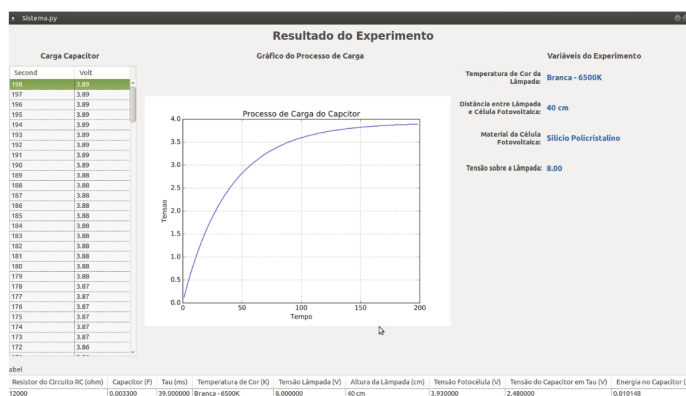 Sistema.py
Resultado do Experimento
Carga Capacitor
Second Volt
198 3.89
197 3.89
196 3.89
195 3.89
194 3.89
193 3.89
192 3.89
191 3.89
190 3.89
189 3.88
188 3.88
187 3.88
186 3.88
185 3.88
184 3.88
183 3.88
182 3.88
181 3.88
180 3.88
179 3.88
178 3.87
177 3.87
176 3.87
175 3.87
174 3.87
173 3.87
172 3.86
Gráfico do Processo de Carga
Processo de Carga do Capcitor
4.0
3.5
3.0
2.5
2.0
1.5
1.0
0.5
0.0
Tensao
0 50 100 150 200
Tempo
Variáveis do Experimento
Temperatura de Cor da
Lâmpada: Branca - 6500K
Distância entre Lâmpada
e Célula Fotovoltaica: 40 cm
Material da Célula
Fotovoltaica: Silicio Policristalino
Tensão sobre a Lâmpada: 8.00
abel
Resistor do Circuito RC (ohm) Capacitor (F) Tau (ms) Temperatura de Cor (K) Tensão Lâmpada (V) Altura da Lâmpada (cm) Tensão Fotocélula (V) Tensão do Capacitor em Tau (V) Energia no Capacitor (
12000 0.003300 39.000000 Branca - 6500K 8.000000 40 cm 3.930000 2.480000 0.010148